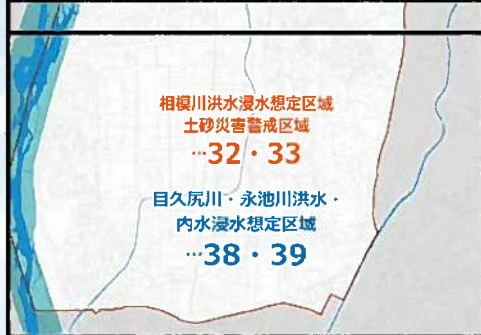 相模川洪水浸水想定区域
土砂災害警戒区域
…32・33
目久尻川・永池川洪水・
内水浸水想定区域
…38・39